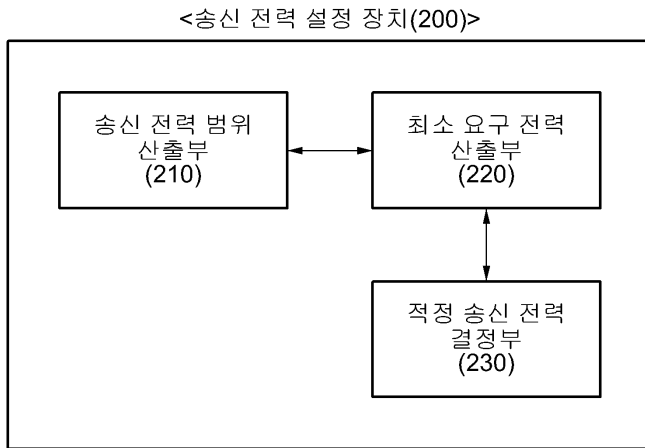 <송신 전력 설정 장치(200)>
송신 전력 범위
산출부
(210)
최소 요구 전력
산출부
(220)
적정 송신 전력
결정부
(230)